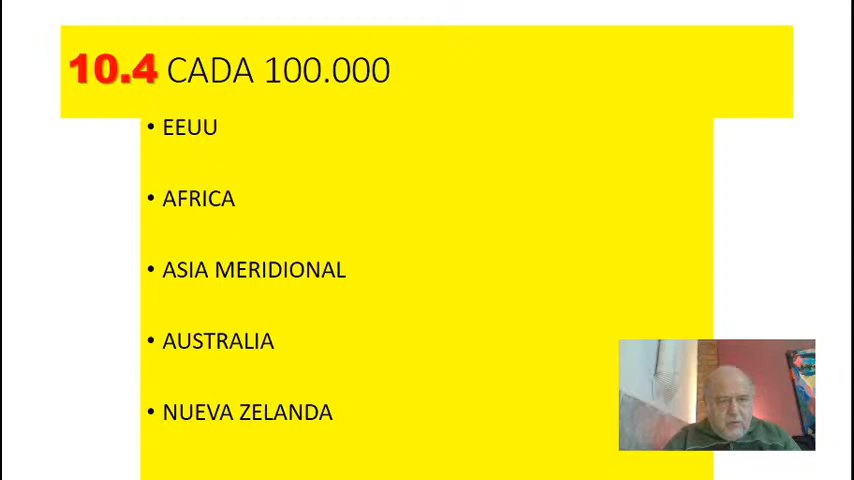 10.4 CADA 100.000
• EEUU
• AFRICA
• ASIA MERIDIONAL
• AUSTRALIA
• NUEVA ZELANDA